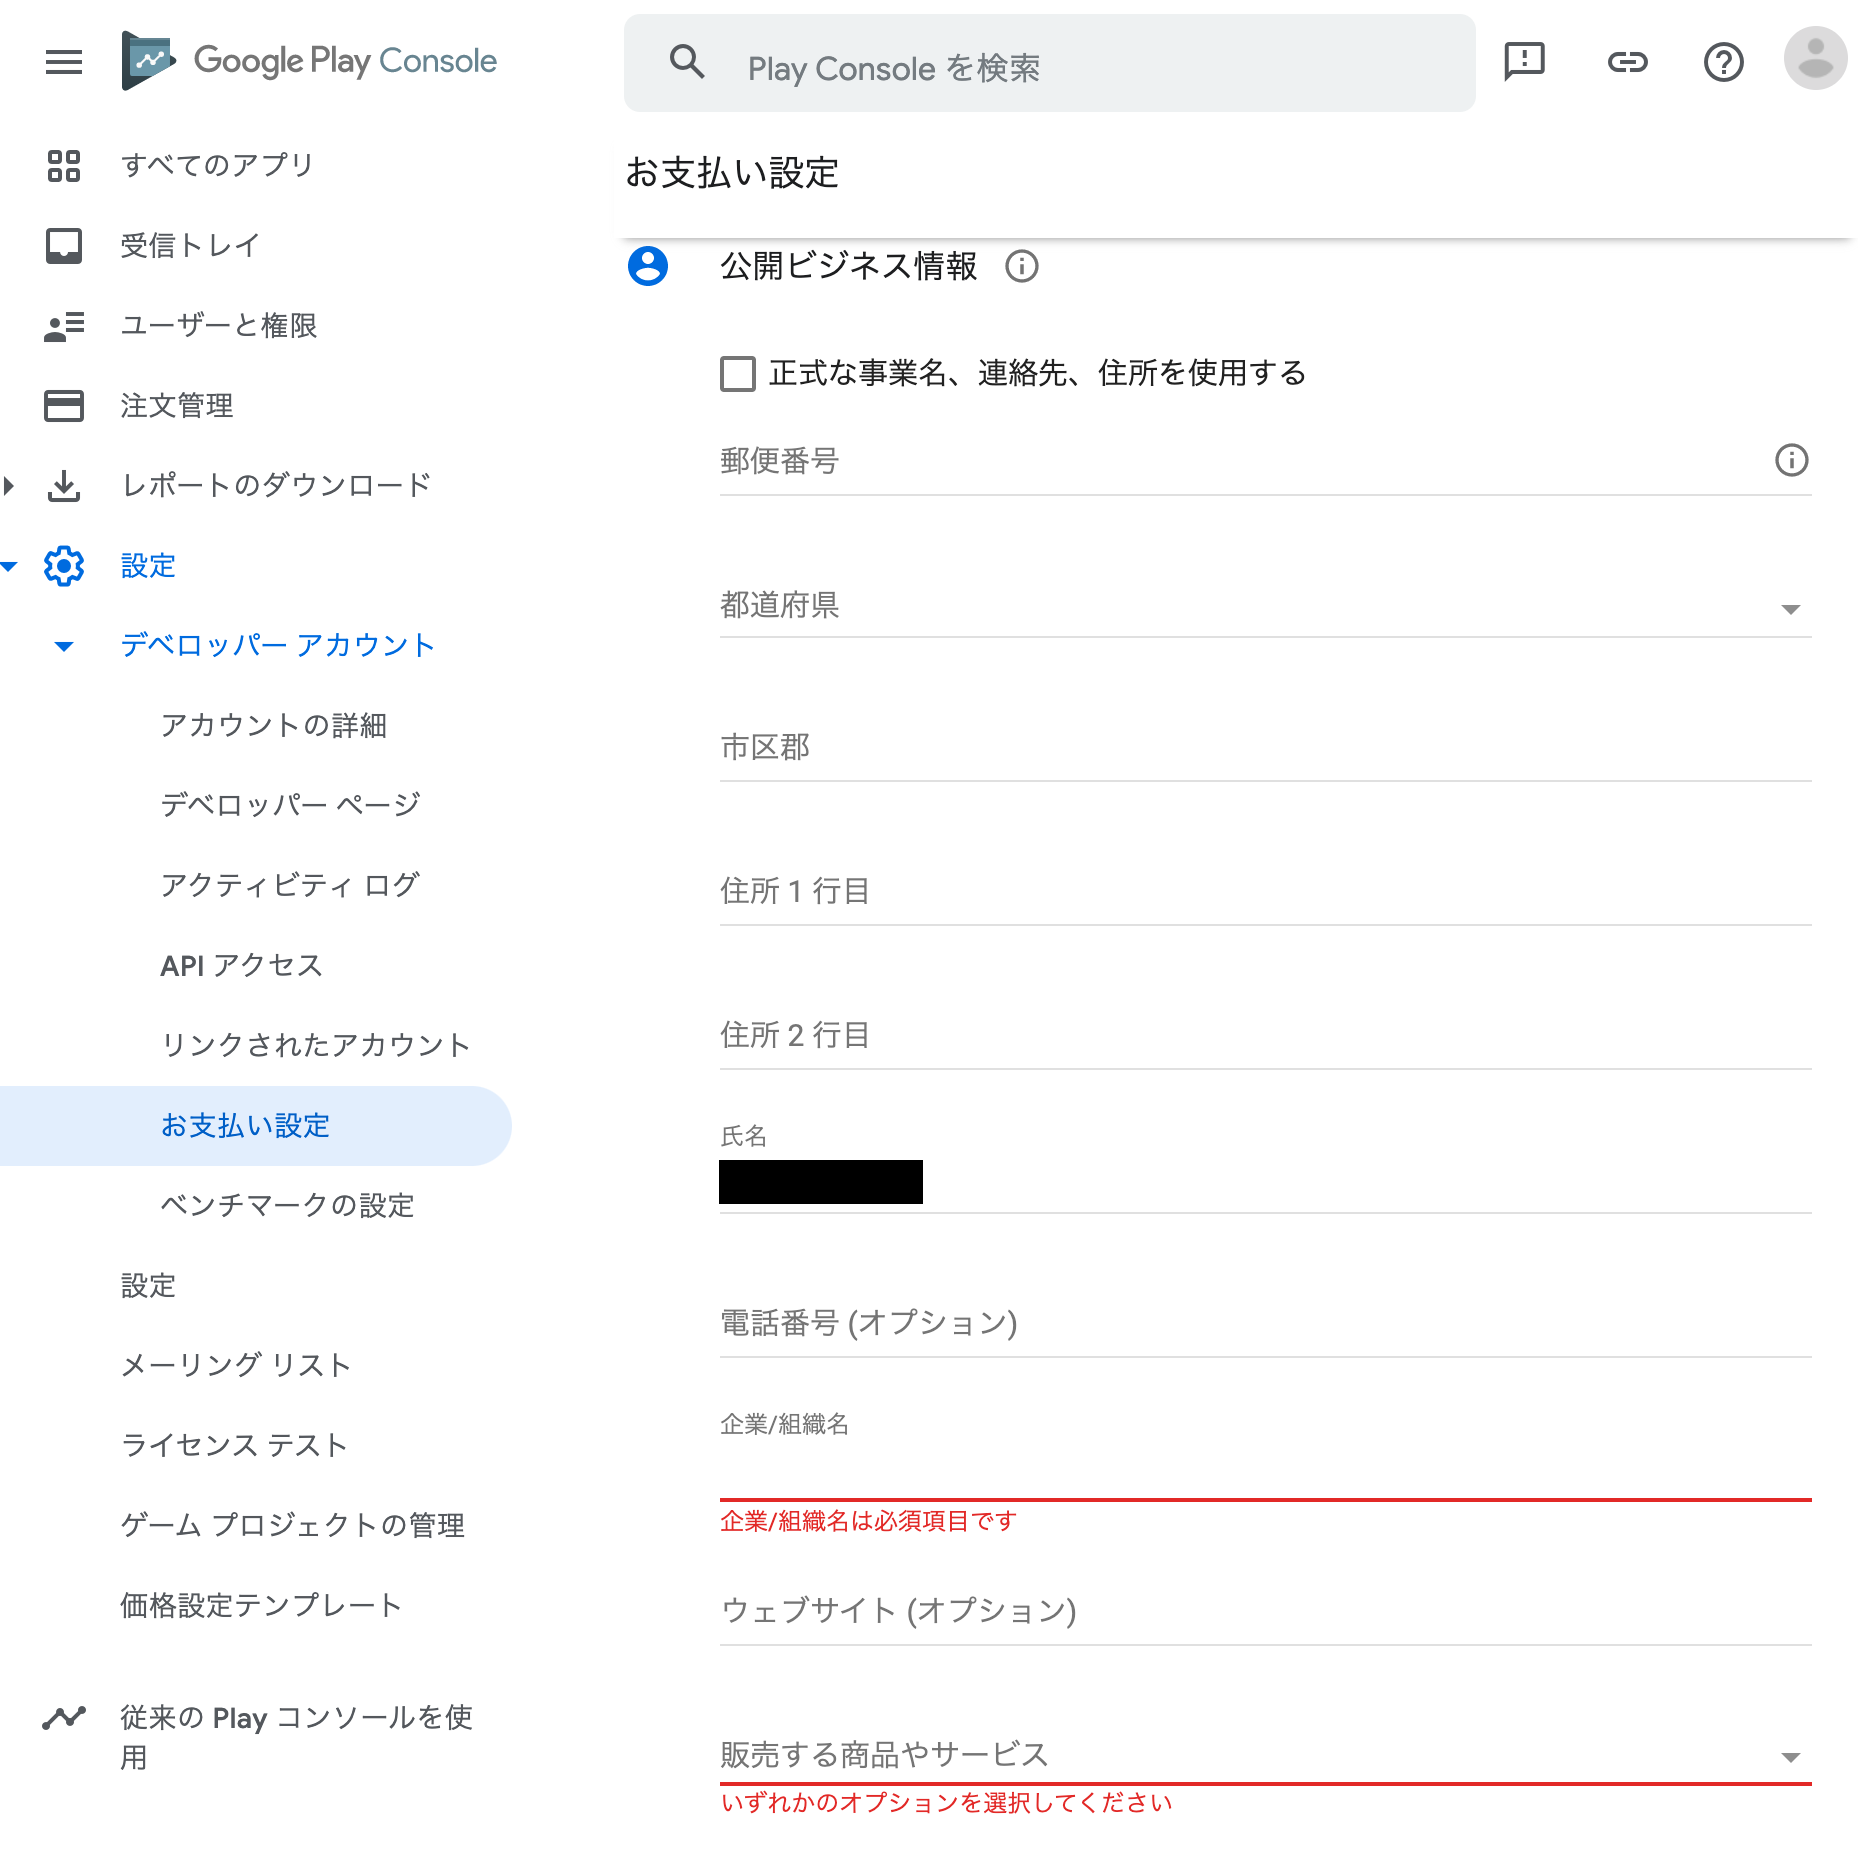 Google Play Console
Play Console を検索
すべてのアプリ
受信トレイ
ユーザーと権限
注文管理
レポートのダウンロード
設定
デベロッパー アカウント
アカウントの詳細
デベロッパー ページ
アクティビティ ログ
API アクセス
リンクされたアカウント
お支払い設定
ベンチマークの設定
設定
メーリング リスト
ライセンス テスト
ゲーム プロジェクトの管理
価格設定テンプレート
従来の Play コンソールを使
用
お支払い設定
公開ビジネス情報
正式な事業名、連絡先、住所を使用する
郵便番号
都道府県
市区郡
住所 1 行目
住所 2 行目
氏名
電話番号 (オプション)
企業/組織名
企業/組織名は必須項目です
ウェブサイト (オプション)
販売する商品やサービス
いずれかのオプションを選択してください